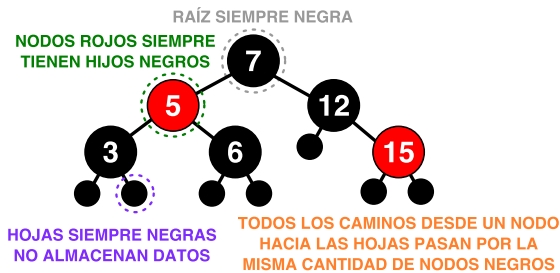 RAÍZ SIEMPRE NEGRA
NODOS ROJOS SIEMPRE
TIENEN HIJOS NEGROS
7
5
12
3
6
15
HOJAS SIEMPRE NEGRAS
NO ALMACENAN DATOS
TODOS LOS CAMINOS DESDE UN NODO
HACIA LAS HOJAS PASAN POR LA
MISMA CANTIDAD DE NODOS NEGROS